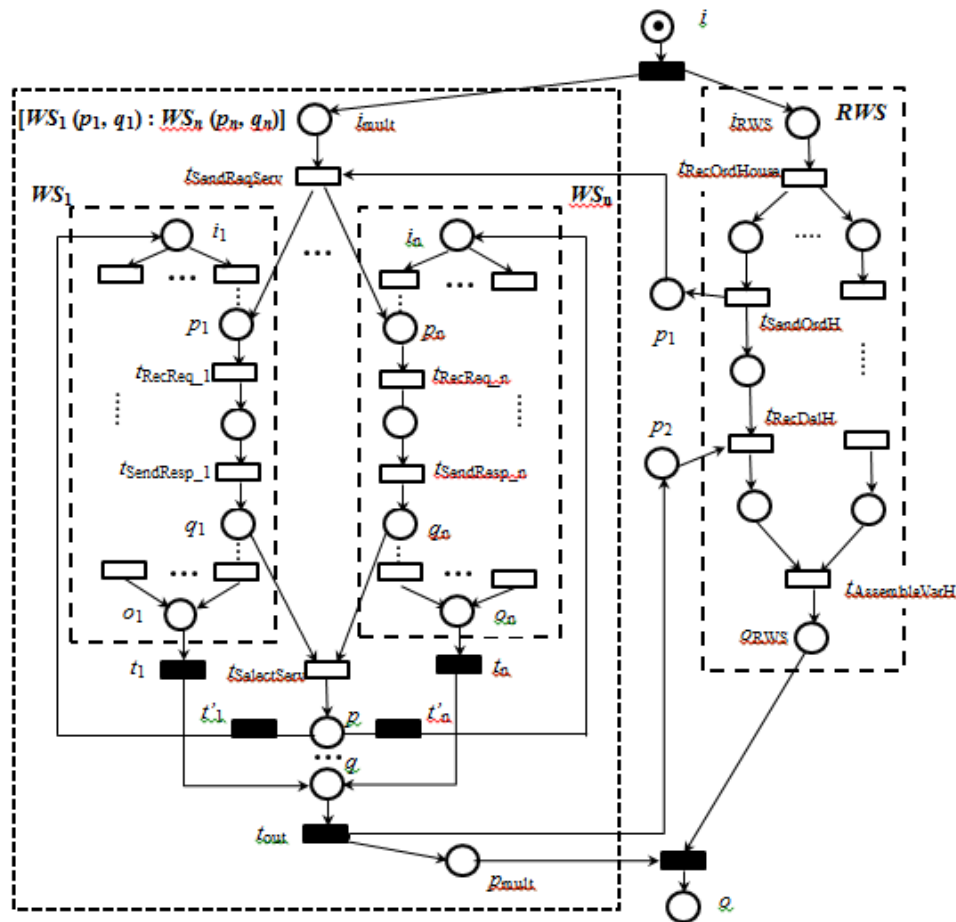 i
[WS1 (p1, q1) : WSn (pn, qn)]
imult
iRWS
RWS
tSendReqServ
tRecOrdHouse
WS1
WSn
i1
in
...
....
... ...
p1
pn
p1
tSendOrdH
tRecReq_1
tRecReq_n
tRecDelH
p2
tSendResp_1
tSendResp_n
q1
qn
... ...
tAssembleVarH
o1
on
oRWS
t1
tSelectServ
tn
t'1
p
t'n
...
q
tout
pmult
o